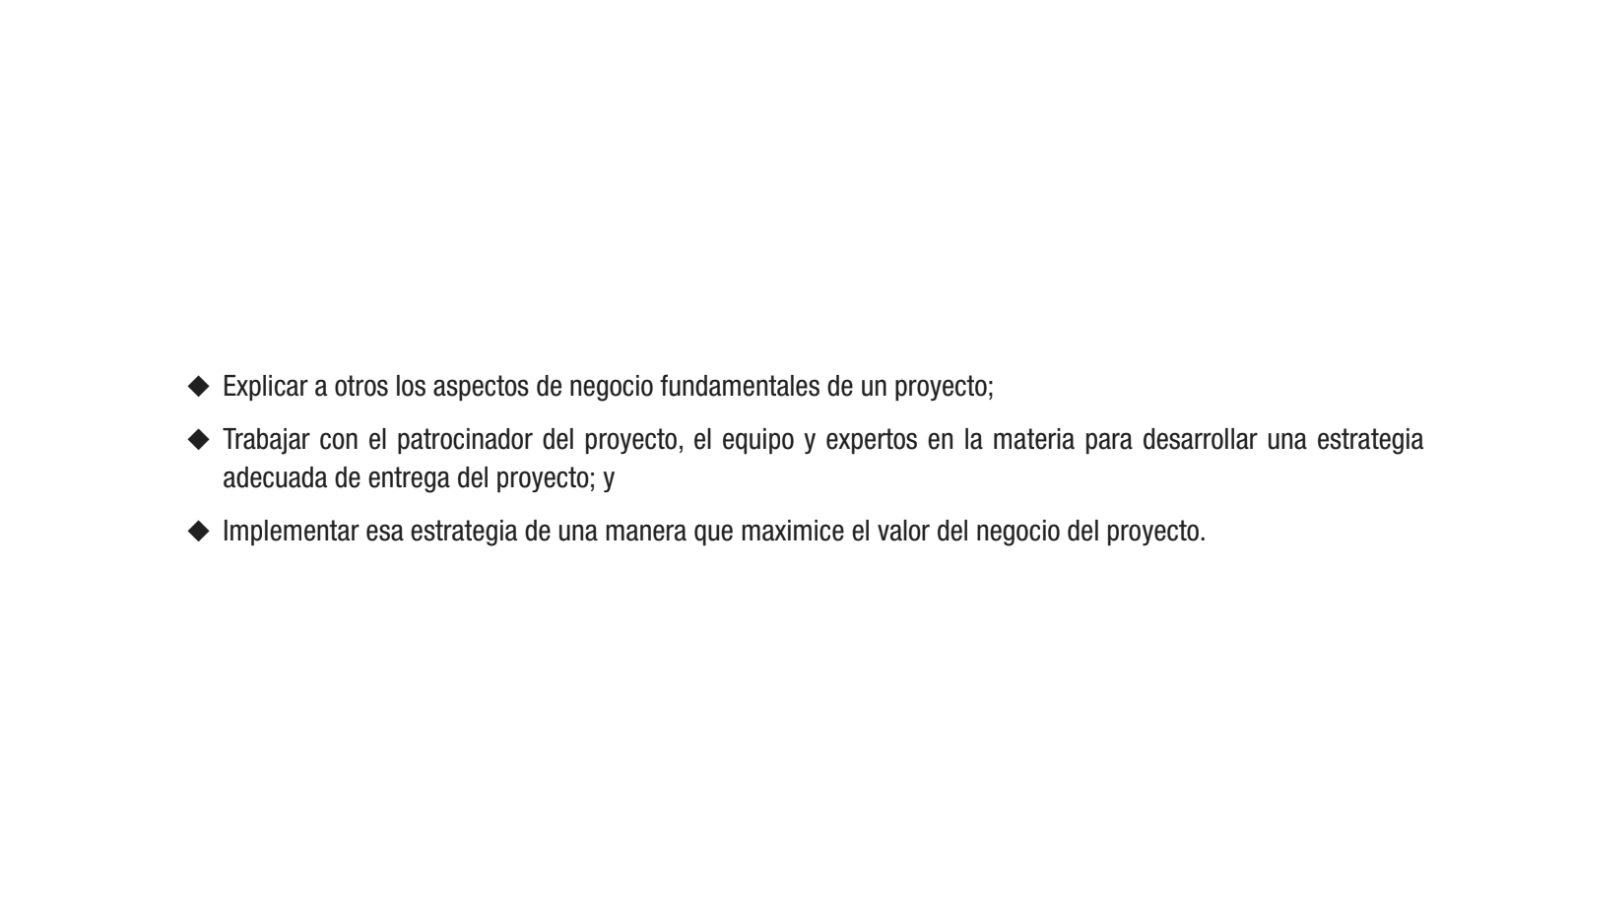 ◆ Explicar a otros los aspectos de negocio fundamentales de un proyecto;
◆ Trabajar con el patrocinador del proyecto, el equipo y expertos en la materia para desarrollar una estrategia
adecuada de entrega del proyecto; y
◆ Implementar esa estrategia de una manera que maximice el valor del negocio del proyecto.